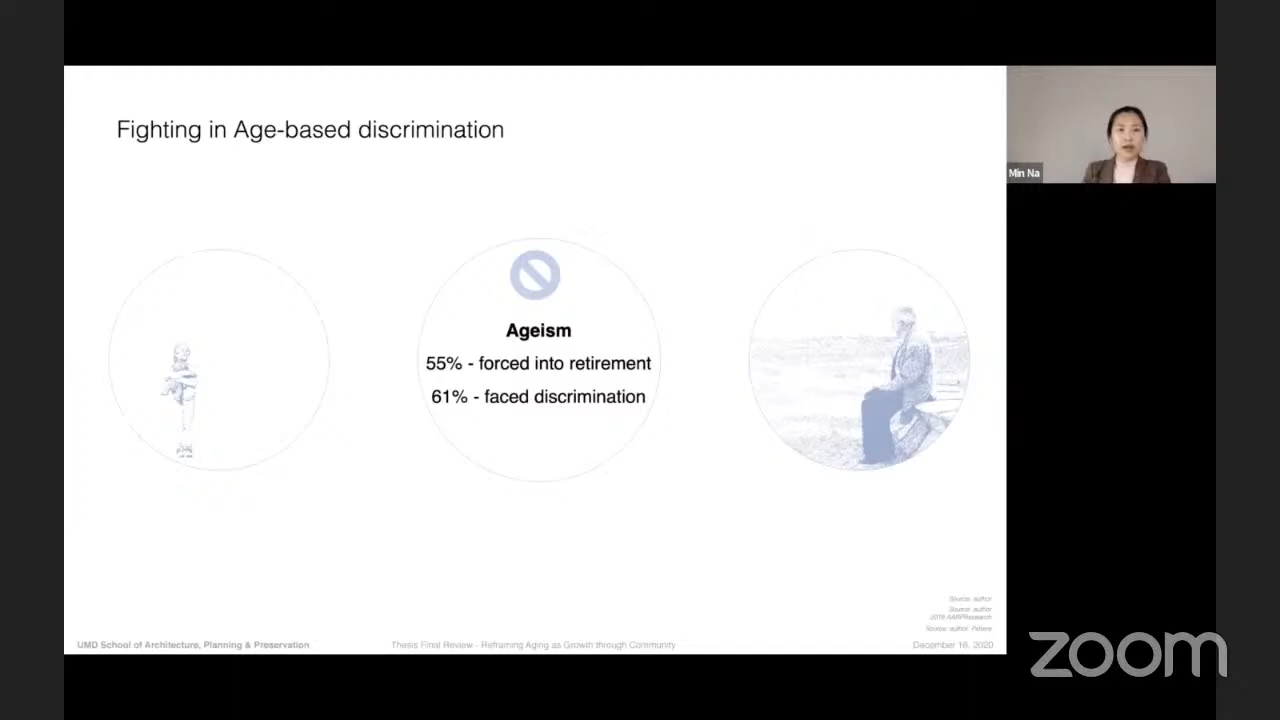 Fighting in Age-based discrimination
Min Na
Ageism
55% - forced into retirement
61% - faced discrimination
Source: author
Source: author
2018 AARPResearch
Source: author, Pxhere
UMD School of Architecture, Planning & Preservation
Thesis Final Review - Reframing Aging as Growth through Community
December 16, 2020
zoom